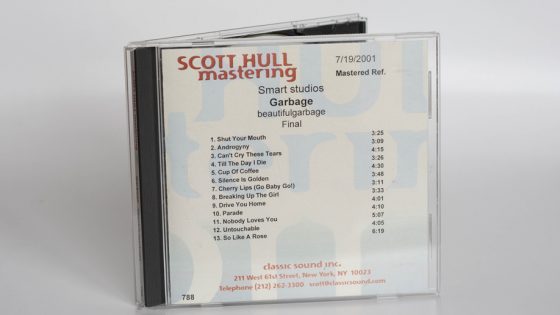 SCOTT HULL
mastering
7/19/2001
Mastered Ref.
Smart studios
Garbage
beautifulgarbage
Final
1. Shut Your Mouth 3:25
2. Androgyny 3:09
3. Can't Cry These Tears 4:15
4. Till The Day I Die 3:26
5. Cup Of Coffee 4:30
6. Silence Is Golden 3:48
7. Cherry Lips (Go Baby Go!) 3:11
8. Breaking Up The Girl 3:33
9. Drive You Home 4:01
10. Parade 4:10
11. Nobody Loves You 5:07
12. Untouchable 4:05
13. So Like A Rose 6:19
classic sound inc.
211 West 61st Street, New York, NY 10023
Telephone (212) 262-3300 · scott@classicsound.com
788